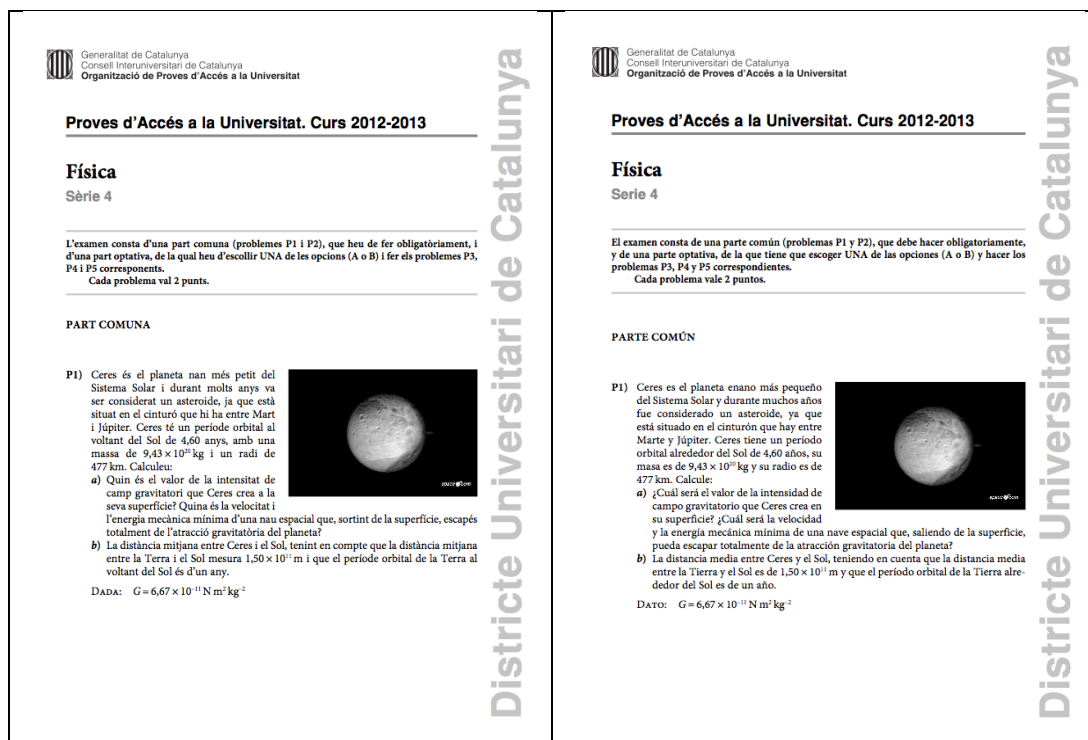 Generalitat de Catalunya
Consell Interuniversitari de Catalunya
Organització de Proves d'Accés a la Universitat
Proves d'Accés a la Universitat. Curs 2012-2013
Física
Sèrie 4
L'examen consta d'una part comuna (problemes P1 i P2), que heu de fer obligatòriament, i
d'una part optativa, de la qual heu d'escollir UNA de les opcions (A o B) i fer els problemes P3,
P4 i P5 corresponents.
Cada problema val 2 punts.
PART COMUNA
P1) Ceres és el planeta nan més petit del
Sistema Solar i durant molts anys va
ser considerat un asteroide, ja que està
situat en el cinturó que hi ha entre Mart
i Júpiter. Ceres té un període orbital al
voltant del Sol de 4,60 anys, amb una
massa de 9,43 × 10²⁰ kg i un radi de
477 km. Calculeu:
a) Quin és el valor de la intensitat de
camp gravitatori que Ceres crea a la
seva superfície? Quina és la velocitat i
l'energia mecànica mínima d'una nau espacial que, sortint de la superfície, escapés
totalment de l'atracció gravitatòria del planeta?
b) La distància mitjana entre Ceres i el Sol, tenint en compte que la distància mitjana
entre la Terra i el Sol mesura 1,50 × 10¹¹ m i que el període orbital de la Terra al
voltant del Sol és d'un any.
DADA: G = 6,67 × 10⁻¹¹ N m² kg⁻²
Districte Universitari de Catalunya
Generalitat de Catalunya
Consell Interuniversitari de Catalunya
Organització de Proves d'Accés a la Universitat
Proves d'Accés a la Universitat. Curs 2012-2013
Física
Serie 4
El examen consta de una parte común (problemas P1 y P2), que debe hacer obligatoriamente,
y de una parte optativa, de la que tiene que escoger UNA de las opciones (A o B) y hacer los
problemas P3, P4 y P5 correspondientes.
Cada problema vale 2 puntos.
PARTE COMÚN
P1) Ceres es el planeta enano más pequeño
del Sistema Solar y durante muchos años
fue considerado un asteroide, ya que
está situado en el cinturón que hay entre
Marte y Júpiter. Ceres tiene un período
orbital alrededor del Sol de 4,60 años, su
masa es de 9,43 × 10²⁰ kg y su radio es de
477 km. Calcule:
a) ¿Cuál será el valor de la intensidad de
campo gravitatorio que Ceres crea en
su superficie? ¿Cuál será la velocidad
y la energía mecánica mínima de una nave espacial que, saliendo de la superficie,
pueda escapar totalmente de la atracción gravitatoria del planeta?
b) La distancia media entre Ceres y el Sol, teniendo en cuenta que la distancia media
entre la Tierra y el Sol es de 1,50 × 10¹¹ m y que el período orbital de la Tierra alre-
dedor del Sol es de un año.
DATO: G = 6,67 × 10⁻¹¹ N m² kg⁻²
Districte Universitari de Catalunya